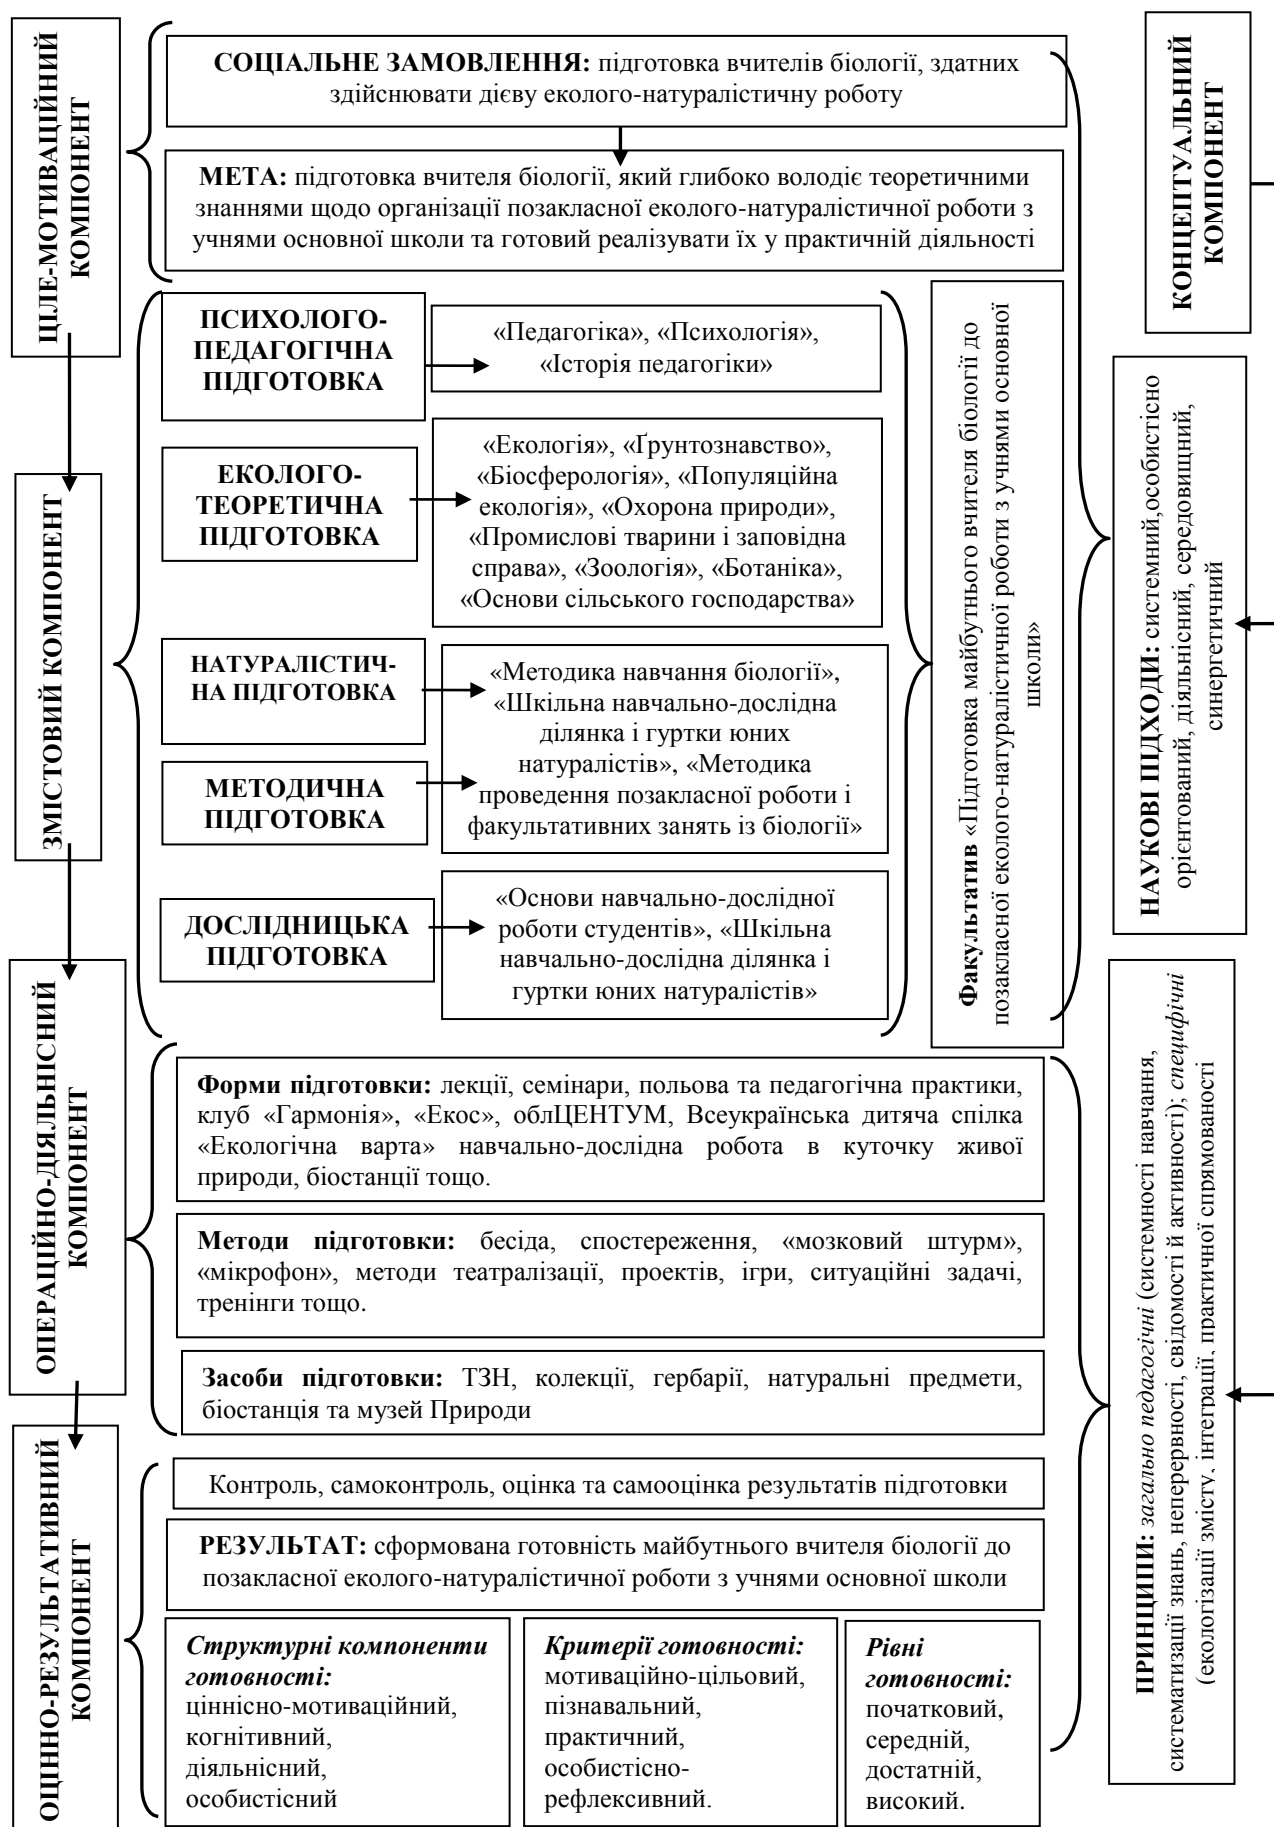 ЦІЛЕ-МОТИВАЦІЙНИЙ
КОМПОНЕНТ
СОЦІАЛЬНЕ ЗАМОВЛЕННЯ: підготовка вчителів біології, здатних
здійснювати дієву еколого-натуралістичну роботу
МЕТА: підготовка вчителя біології, який глибоко володіє теоретичними
знаннями щодо організації позакласної еколого-натуралістичної роботи з
учнями основної школи та готовий реалізувати їх у практичній діяльності
ЗМІСТОВИЙ КОМПОНЕНТ
ПСИХОЛОГО-
ПЕДАГОГІЧНА
ПІДГОТОВКА
«Педагогіка», «Психологія»,
«Історія педагогіки»
ЕКОЛОГО-
ТЕОРЕТИЧНА
ПІДГОТОВКА
«Екологія», «Ґрунтознавство»,
«Біосферологія», «Популяційна
екологія», «Охорона природи»,
«Промислові тварини і заповідна
справа», «Зоологія», «Ботаніка»,
«Основи сільського господарства»
НАТУРАЛІСТИЧ-
НА ПІДГОТОВКА
МЕТОДИЧНА
ПІДГОТОВКА
«Методика навчання біології»,
«Шкільна навчально-дослідна
ділянка і гуртки юних
натуралістів», «Методика
проведення позакласної роботи і
факультативних занять із біології»
ДОСЛІДНИЦЬКА
ПІДГОТОВКА
«Основи навчально-дослідної
роботи студентів», «Шкільна
навчально-дослідна ділянка і
гуртки юних натуралістів»
Факультатив «Підготовка майбутнього вчителя біології до
позакласної еколого-натуралістичної роботи з учнями основної
школи»
ОПЕРАЦІЙНО-ДІЯЛЬНІСНИЙ
КОМПОНЕНТ
Форми підготовки: лекції, семінари, польова та педагогічна практики,
клуб «Гармонія», «Екос», облЦЕНТУМ, Всеукраїнська дитяча спілка
«Екологічна варта» навчально-дослідна робота в куточку живої
природи, біостанції тощо.
Методи підготовки: бесіда, спостереження, «мозковий штурм»,
«мікрофон», методи театралізації, проектів, ігри, ситуаційні задачі,
тренінги тощо.
Засоби підготовки: ТЗН, колекції, гербарії, натуральні предмети,
біостанція та музей Природи
ОЦІННО-РЕЗУЛЬТАТИВНИЙ
КОМПОНЕНТ
Контроль, самоконтроль, оцінка та самооцінка результатів підготовки
РЕЗУЛЬТАТ: сформована готовність майбутнього вчителя біології до
позакласної еколого-натуралістичної роботи з учнями основної школи
Структурні компоненти
готовності:
ціннісно-мотиваційний,
когнітивний,
діяльнісний,
особистісний
Критерії готовності:
мотиваційно-цільовий,
пізнавальний,
практичний,
особистісно-
рефлексивний.
Рівні
готовності:
початковий,
середній,
достатній,
високий.
КОНЦЕПТУАЛЬНИЙ
КОМПОНЕНТ
НАУКОВІ ПІДХОДИ: системний,особистісно
орієнтований, діяльнісний, середовищний,
синергетичний
ПРИНЦИПИ: загально педагогічні (системності навчання,
систематизації знань, неперервності, свідомості й активності); специфічні
(екологізації змісту, інтеграції, практичної спрямованості